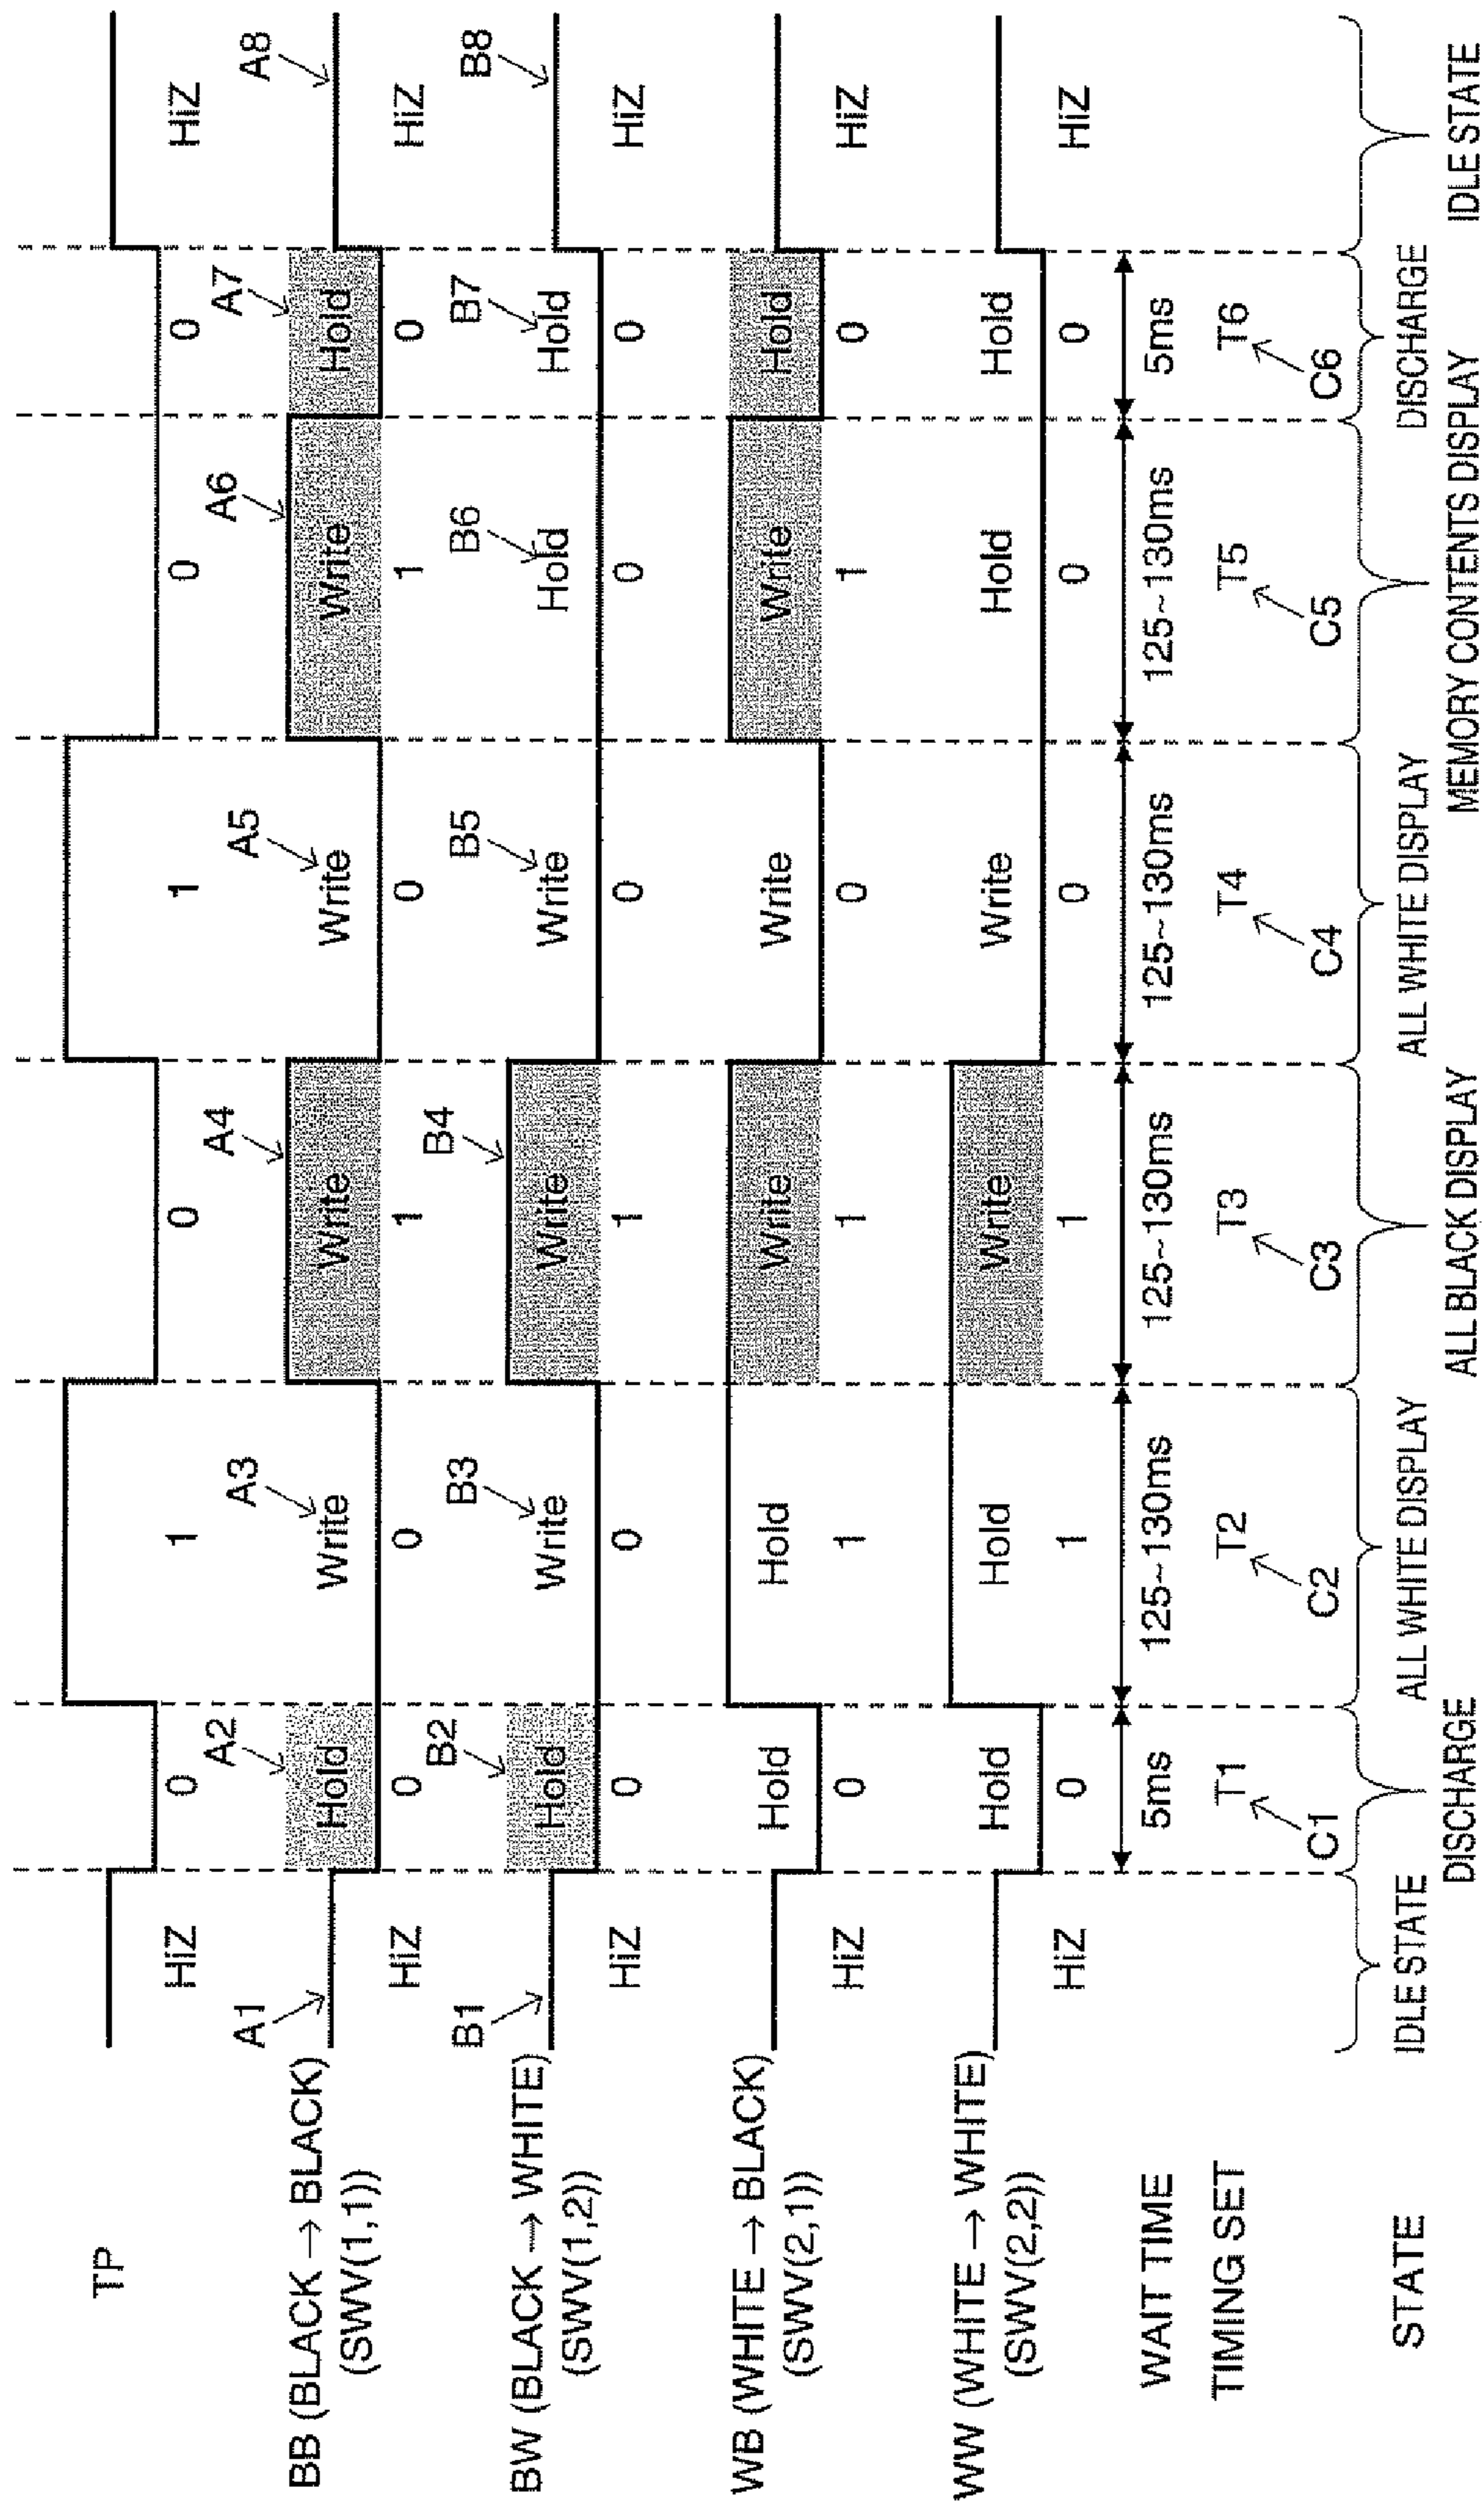 TP HiZ 0 1 0 1 0 0 HiZ
A1 A2 A3 A4 A5 A6 A7 A8
BB (BLACK → BLACK) Hold Write Write Write Write Hold
(SWV(1,1)) HiZ 0 0 1 0 1 0 HiZ
B1 B2 B3 B4 B5 B6 B7 B8
BW (BLACK → WHITE) Hold Write Write Write Hold Hold
(SWV(1,2)) HiZ 0 0 1 0 0 0 HiZ
WB (WHITE → BLACK) Hold Hold Write Write Write Hold
(SWV(2,1)) HiZ 0 1 1 0 1 0 HiZ
WW (WHITE → WHITE) Hold Hold Write Write Hold Hold
(SWV(2,2)) HiZ 0 1 1 0 0 0 HiZ
WAIT TIME 5ms 125~130ms 125~130ms 125~130ms 125~130ms 5ms
TIMING SET T1 T2 T3 T4 T5 T6
C1 C2 C3 C4 C5 C6
STATE IDLE STATE ALL WHITE DISPLAY ALL WHITE DISPLAY DISCHARGE
DISCHARGE ALL BLACK DISPLAY MEMORY CONTENTS DISPLAY IDLE STATE